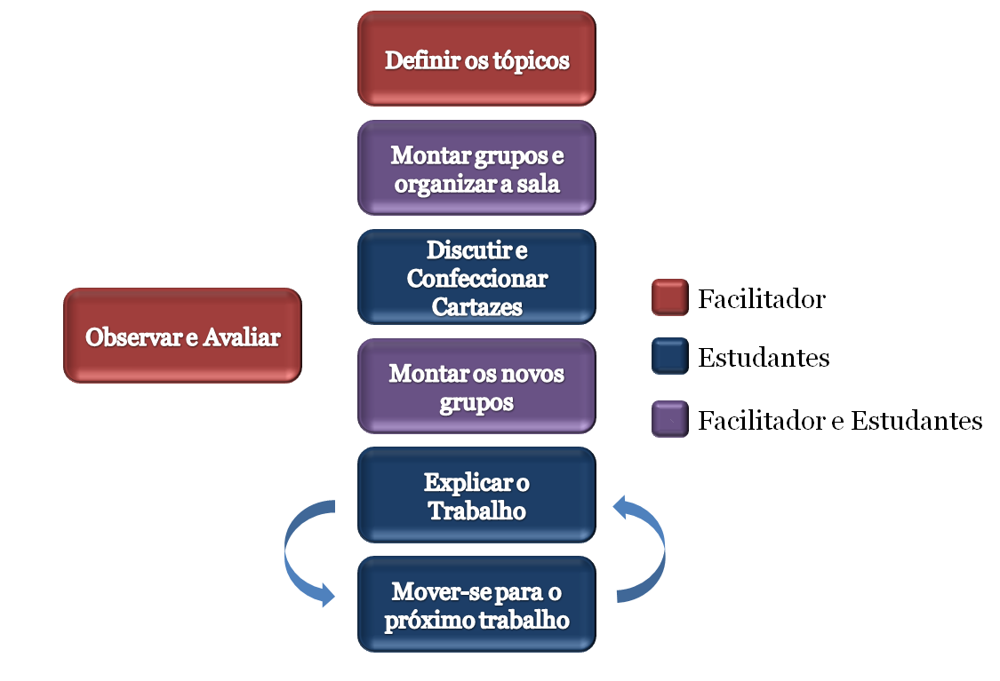 Definir os tópicos
Montar grupos e
organizar a sala
Discutir e
Confeccionar
Cartazes
Observar e Avaliar
Montar os novos
grupos
Explicar o
Trabalho
Mover-se para o
próximo trabalho
Facilitador
Estudantes
Facilitador e Estudantes